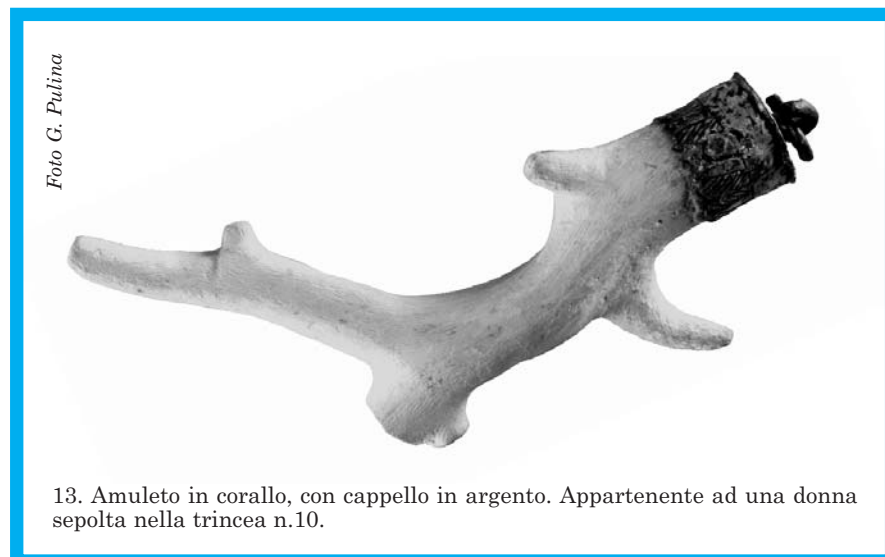 Foto G. Pulina
13. Amuleto in corallo, con cappello in argento. Appartenente ad una donna
sepolta nella trincea n.10.